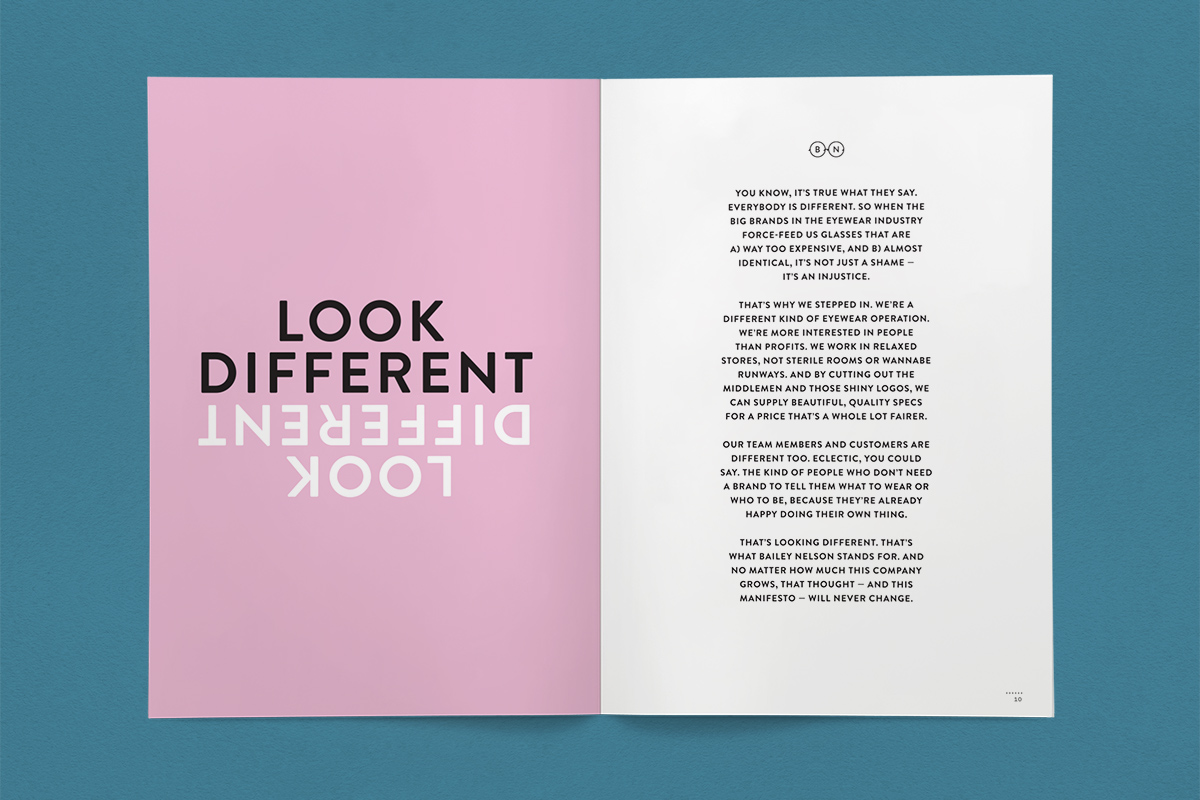 LOOK
DIFFERENT
DIFFERENT
LOOK
B N
YOU KNOW, IT'S TRUE WHAT THEY SAY.
EVERYBODY IS DIFFERENT. SO WHEN THE
BIG BRANDS IN THE EYEWEAR INDUSTRY
FORCE-FEED US GLASSES THAT ARE
A) WAY TOO EXPENSIVE, AND B) ALMOST
IDENTICAL, IT'S NOT JUST A SHAME –
IT'S AN INJUSTICE.
THAT'S WHY WE STEPPED IN. WE'RE A
DIFFERENT KIND OF EYEWEAR OPERATION.
WE'RE MORE INTERESTED IN PEOPLE
THAN PROFITS. WE WORK IN RELAXED
STORES, NOT STERILE ROOMS OR WANNABE
RUNWAYS. AND BY CUTTING OUT THE
MIDDLEMEN AND THOSE SHINY LOGOS, WE
CAN SUPPLY BEAUTIFUL, QUALITY SPECS
FOR A PRICE THAT'S A WHOLE LOT FAIRER.
OUR TEAM MEMBERS AND CUSTOMERS ARE
DIFFERENT TOO. ECLECTIC, YOU COULD
SAY. THE KIND OF PEOPLE WHO DON'T NEED
A BRAND TO TELL THEM WHAT TO WEAR OR
WHO TO BE, BECAUSE THEY'RE ALREADY
HAPPY DOING THEIR OWN THING.
THAT'S LOOKING DIFFERENT. THAT'S
WHAT BAILEY NELSON STANDS FOR. AND
NO MATTER HOW MUCH THIS COMPANY
GROWS, THAT THOUGHT – AND THIS
MANIFESTO – WILL NEVER CHANGE.
10